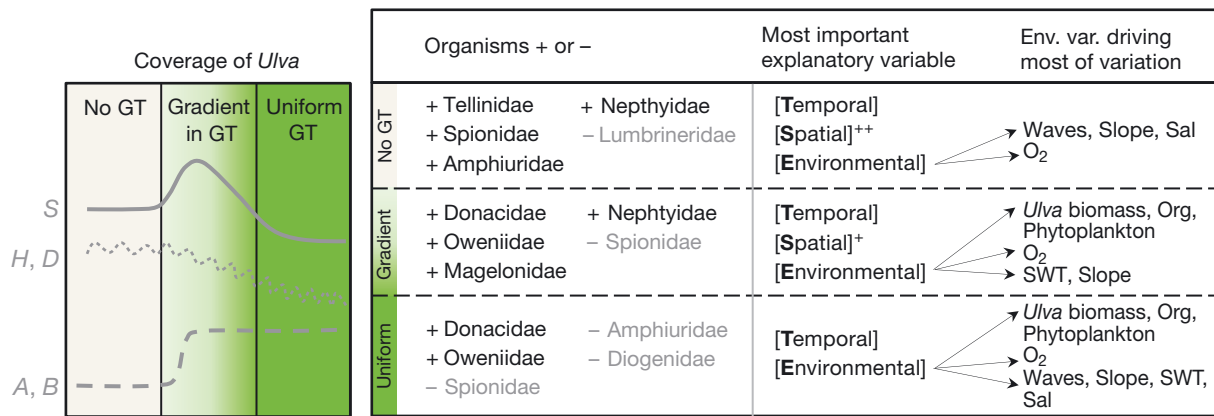 Coverage of Ulva
No GT
Gradient
in GT
Uniform
GT
S
H, D
A, B
Organisms + or –
Most important
explanatory variable
Env. var. driving
most of variation
No GT
+ Tellinidae
+ Nepthyidae
[Temporal]
+ Spionidae
– Lumbrineridae
[Spatial]++
Waves, Slope, Sal
+ Amphiuridae
[Environmental]
O2
Gradient
+ Donacidae
+ Nephtyidae
[Temporal]
Ulva biomass, Org,
Phytoplankton
+ Oweniidae
– Spionidae
[Spatial]+
O2
+ Magelonidae
[Environmental]
SWT, Slope
Uniform
+ Donacidae
– Amphiuridae
[Temporal]
Ulva biomass, Org,
Phytoplankton
+ Oweniidae
– Diogenidae
[Environmental]
O2
– Spionidae
Waves, Slope, SWT,
Sal